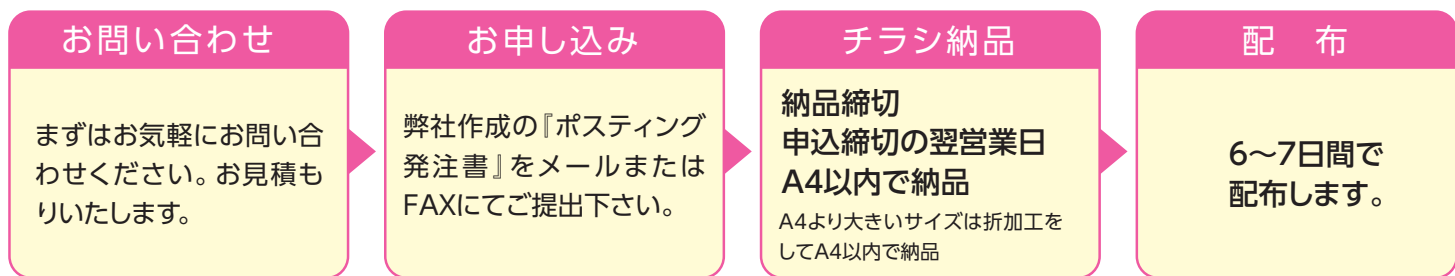 お問い合わせ
まずはお気軽にお問い合
わせください。お見積も
りいたします。
お申し込み
弊社作成の『ポスティング
発注書』をメールまたは
FAXにてご提出下さい。
チラシ納品
納品締切
申込締切の翌営業日
A4以内で納品
A4より大きいサイズは折加工を
してA4以内で納品
配　布
6〜7日間で
配布します。